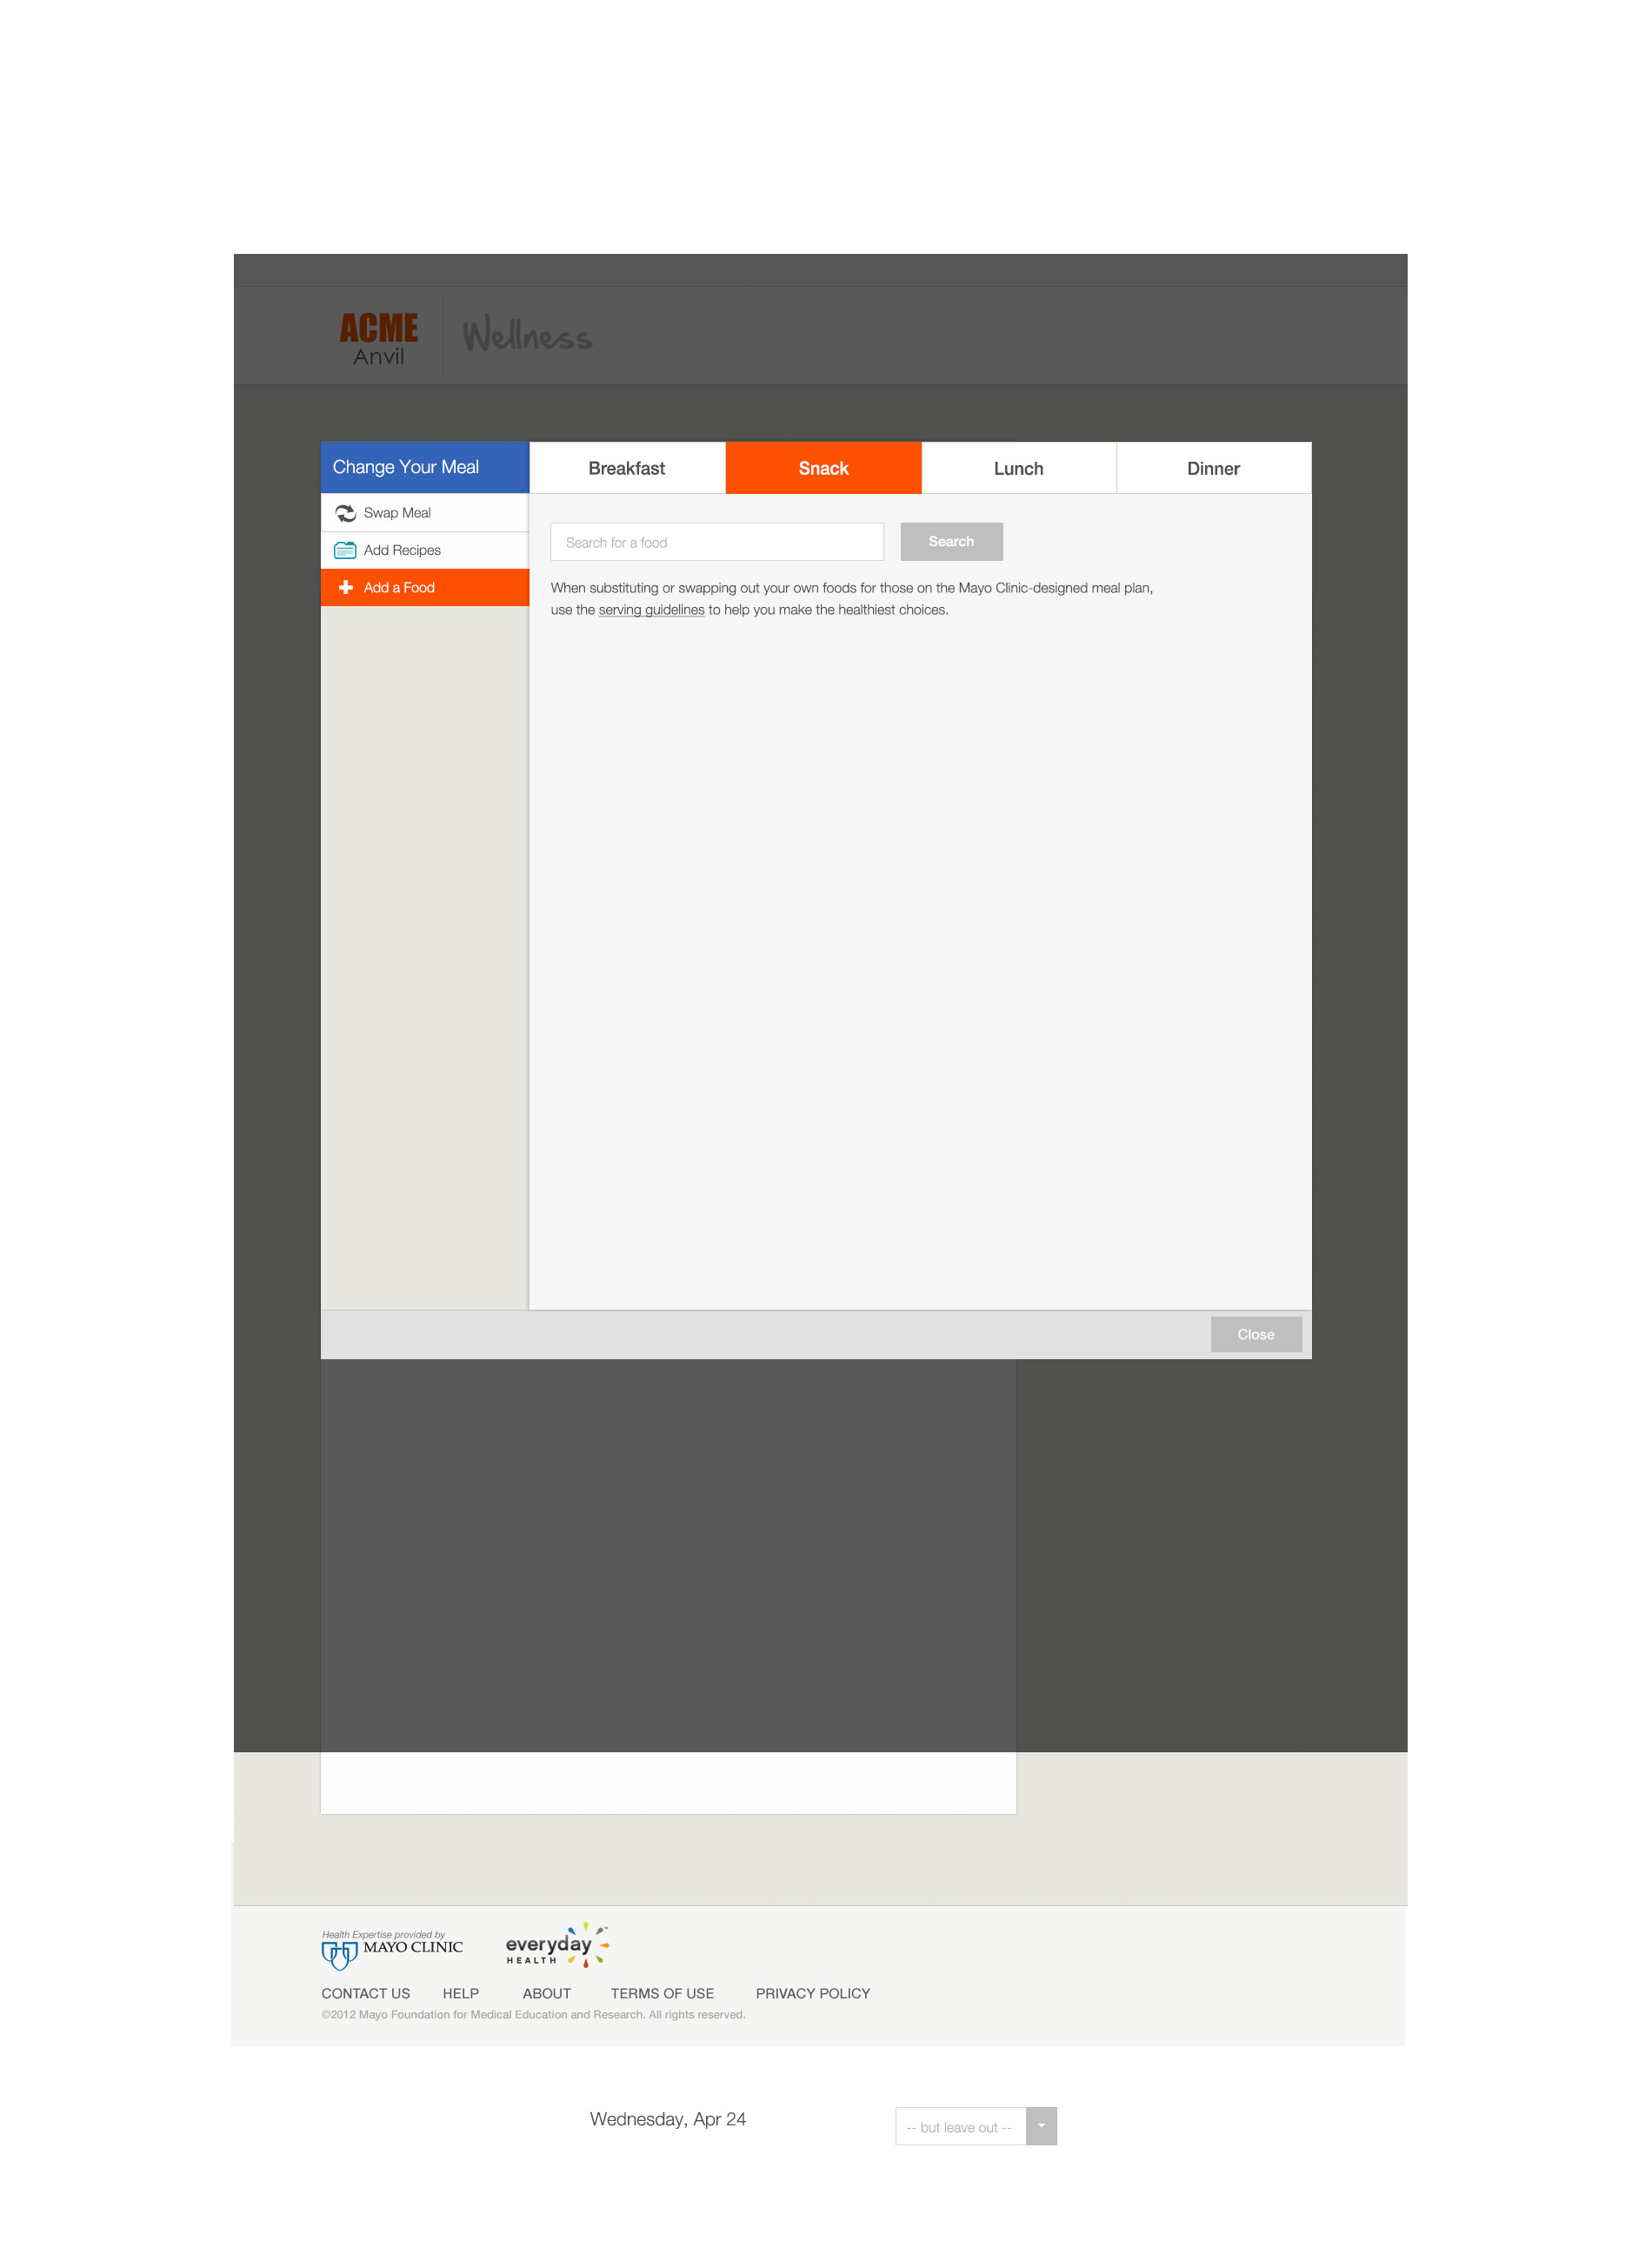 ACME
Anvil
Wellness
Change Your Meal
Breakfast
Snack
Lunch
Dinner
Swap Meal
Add Recipes
Add a Food
Search for a food
Search
When substituting or swapping out your own foods for those on the Mayo Clinic-designed meal plan,
use the serving guidelines to help you make the healthiest choices.
Close
Health Expertise provided by
MAYO CLINIC
everyday™
HEALTH
CONTACT US
HELP
ABOUT
TERMS OF USE
PRIVACY POLICY
©2012 Mayo Foundation for Medical Education and Research. All rights reserved.
Wednesday, Apr 24
-- but leave out --